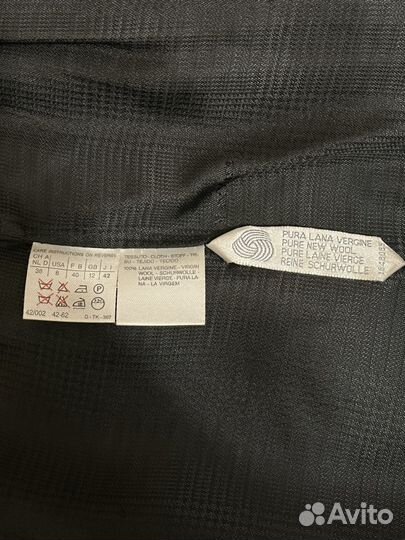 CARE INSTRUCTIONS ON REVERSE
CH A
NL D USA F B GB J I
38 8 40 12 42
P
42/002 42-62 D-TK-367
TESSUTO-CLOTH-STOFF-TIS-
SU-TEJIDO-TECIDO
100% LANA VERGINE-VIRGIN
WOOL-SCHURWOLLE-
LAINE VIERGE-PURA LA-
NA-LA VIRGEM
PURA LANA VERGINE
PURE NEW WOOL
PURE LAINE VIERGE
REINE SCHURWOLLE
Avito